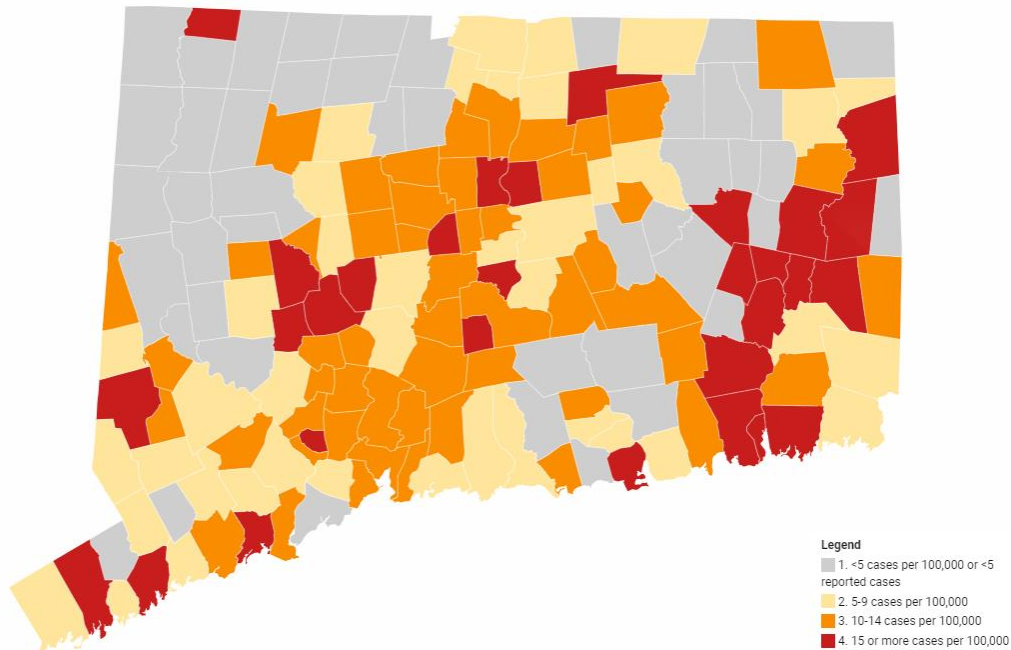 Legend
1. <5 cases per 100,000 or <5
reported cases
2. 5-9 cases per 100,000
3. 10-14 cases per 100,000
4. 15 or more cases per 100,000